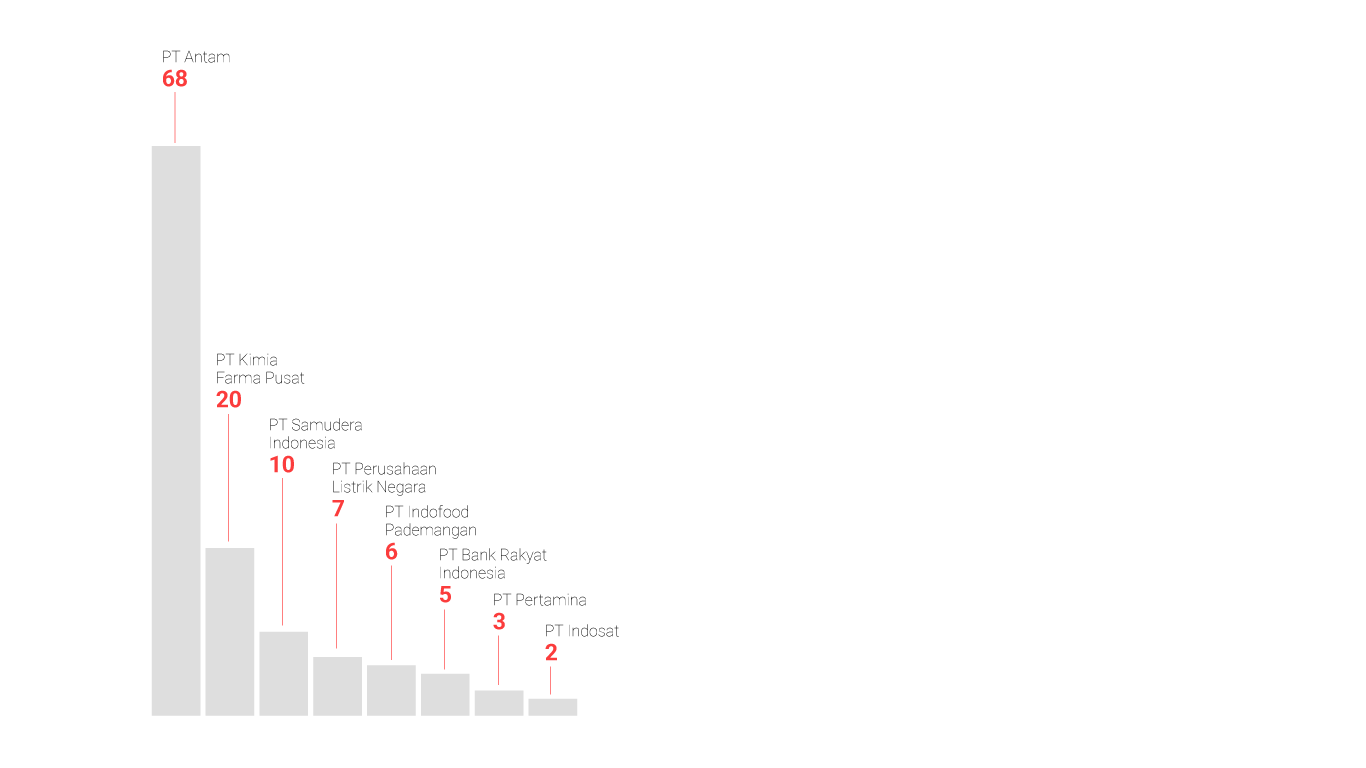 PT Antam
68
PT Kimia
Farma Pusat
20
PT Samudera
Indonesia
10
PT Perusahaan
Listrik Negara
7
PT Indofood
Pademangan
6
PT Bank Rakyat
Indonesia
5
PT Pertamina
3
PT Indosat
2